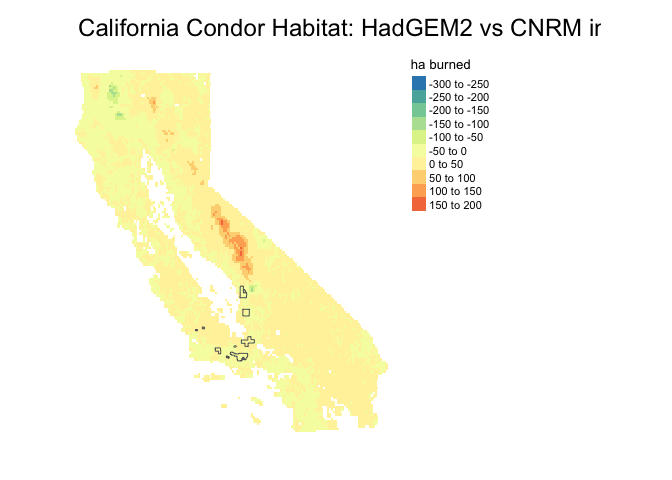 California Condor Habitat: HadGEM2 vs CNRM in
ha burned
-300 to -250
-250 to -200
-200 to -150
-150 to -100
-100 to -50
-50 to 0
0 to 50
50 to 100
100 to 150
150 to 200